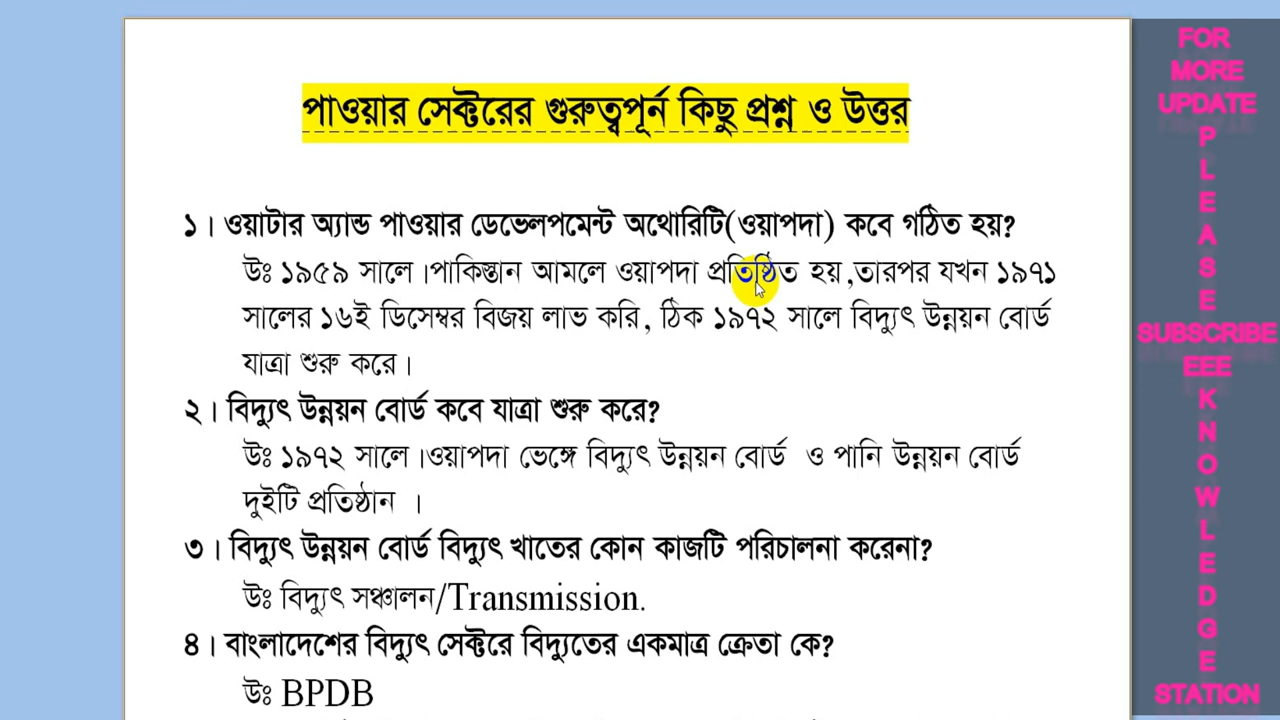 পাওয়ার সেক্টরের গুরুত্বপূর্ন কিছু প্রশ্ন ও উত্তর
১। ওয়াটার অ্যান্ড পাওয়ার ডেভেলপমেন্ট অথোরিটি(ওয়াপদা) কবে গঠিত হয়?
উঃ ১৯৫৯ সালে।পাকিস্তান আমলে ওয়াপদা প্রতিষ্ঠিত হয়,তারপর যখন ১৯৭১
সালের ১৬ই ডিসেম্বর বিজয় লাভ করি, ঠিক ১৯৭২ সালে বিদ্যুৎ উন্নয়ন বোর্ড
যাত্রা শুরু করে।
২। বিদ্যুৎ উন্নয়ন বোর্ড কবে যাত্রা শুরু করে?
উঃ ১৯৭২ সালে।ওয়াপদা ভেঙ্গে বিদ্যুৎ উন্নয়ন বোর্ড ও পানি উন্নয়ন বোর্ড
দুইটি প্রতিষ্ঠান ।
৩। বিদ্যুৎ উন্নয়ন বোর্ড বিদ্যুৎ খাতের কোন কাজটি পরিচালনা করেনা?
উঃ বিদ্যুৎ সঞ্চালন/Transmission.
৪। বাংলাদেশের বিদ্যুৎ সেক্টরে বিদ্যুতের একমাত্র ক্রেতা কে?
উঃ BPDB
FOR
MORE
UPDATE
P
L
E
A
S
E
SUBSCRIBE
EEE
K
N
O
W
L
E
D
G
E
STATION